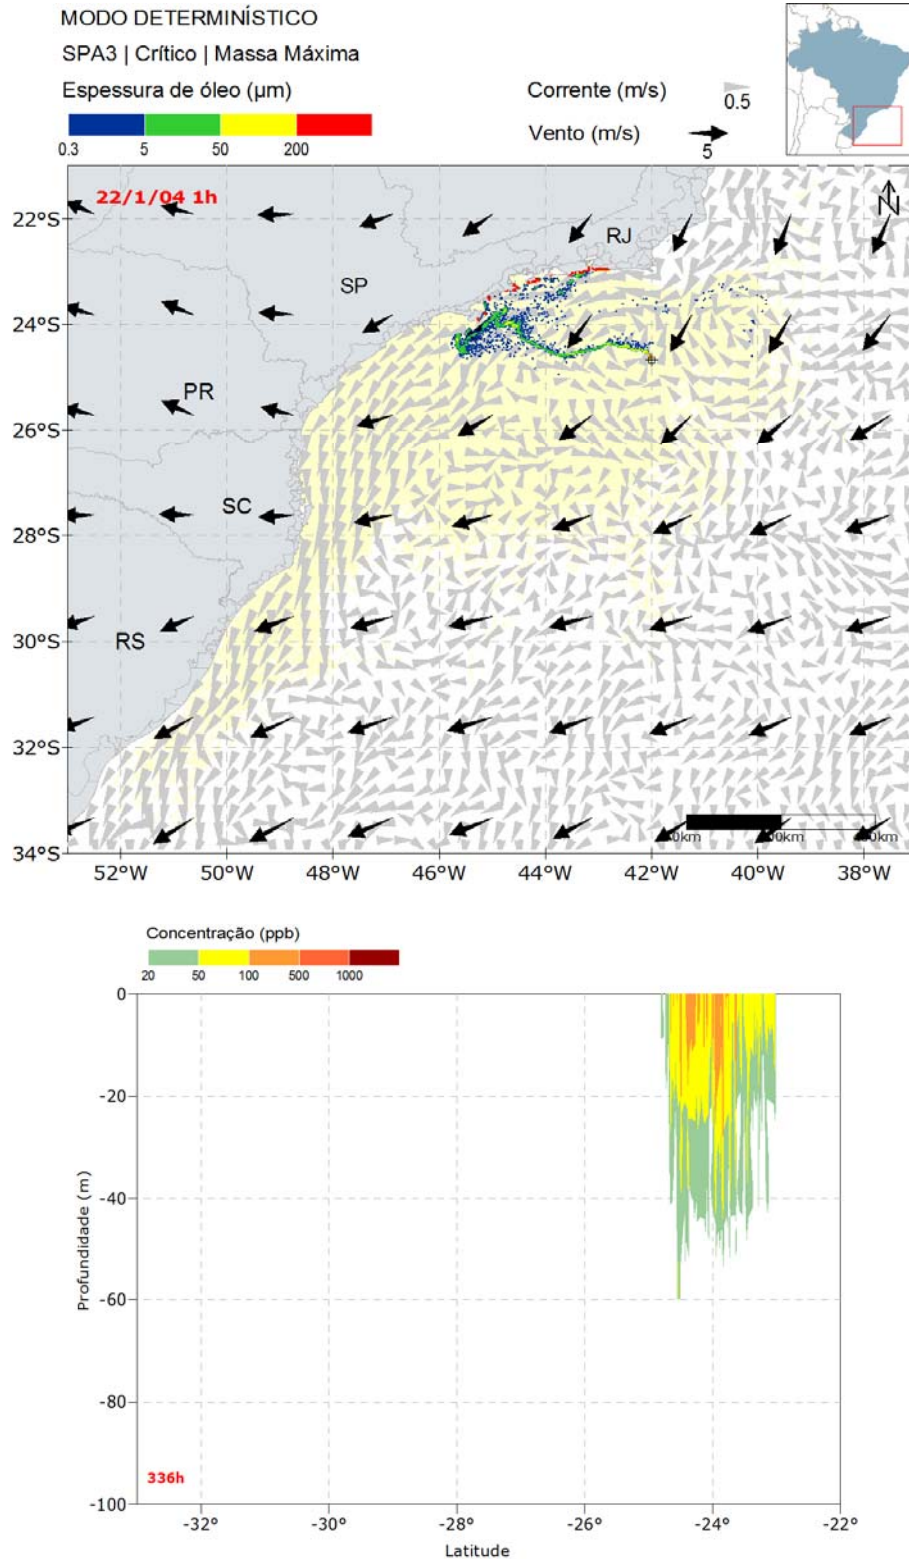 MODO DETERMINÍSTICO
SPA3 | Crítico | Massa Máxima
Espessura de óleo (µm)
0.3 5 50 200
Corrente (m/s) 0.5
Vento (m/s) 5
22/1/04 1h
N
RJ
SP
PR
SC
RS
22°S
24°S
26°S
28°S
30°S
32°S
34°S
52°W 50°W 48°W 46°W 44°W 42°W 40°W 38°W
Concentração (ppb)
20 50 100 500 1000
0
-20
-40
-60
-80
-100
Profundidade (m)
336h
-32° -30° -28° -26° -24° -22°
Latitude